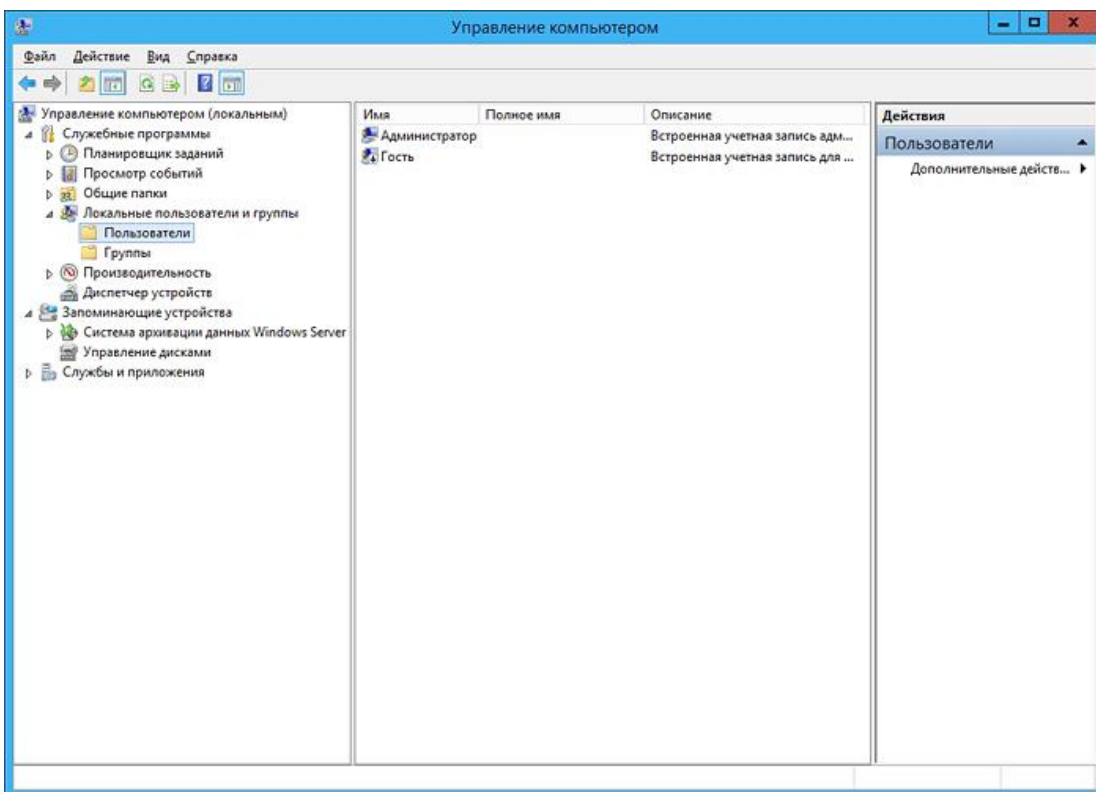 Управление компьютером
Файл Действие Вид Справка
Управление компьютером (локальным)
Служебные программы
Планировщик заданий
Просмотр событий
Общие папки
Локальные пользователи и группы
Пользователи
Группы
Производительность
Диспетчер устройств
Запоминающие устройства
Система архивации данных Windows Server
Управление дисками
Службы и приложения
Имя Полное имя Описание
Администратор Встроенная учетная запись адм...
Гость Встроенная учетная запись для ...
Действия
Пользователи
Дополнительные действ...